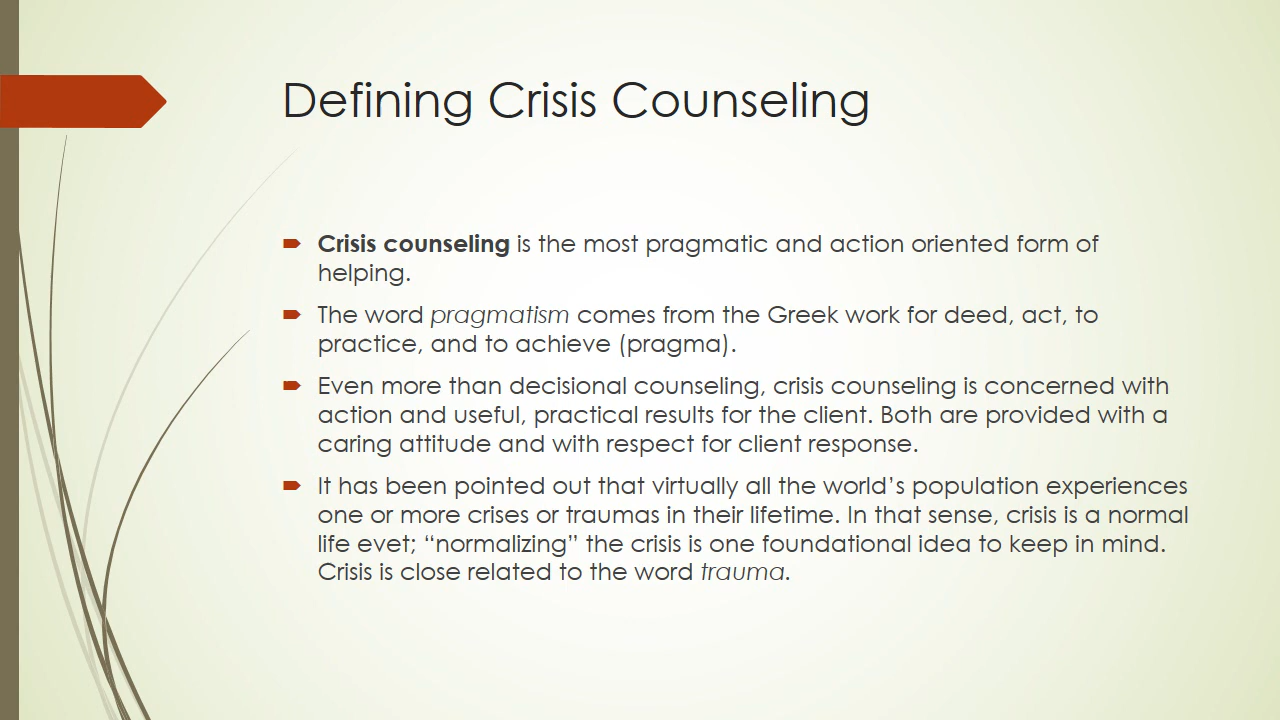 Defining Crisis Counseling
Crisis counseling is the most pragmatic and action oriented form of
helping.
The word pragmatism comes from the Greek work for deed, act, to
practice, and to achieve (pragma).
Even more than decisional counseling, crisis counseling is concerned with
action and useful, practical results for the client. Both are provided with a
caring attitude and with respect for client response.
It has been pointed out that virtually all the world’s population experiences
one or more crises or traumas in their lifetime. In that sense, crisis is a normal
life evet; “normalizing” the crisis is one foundational idea to keep in mind.
Crisis is close related to the word trauma.